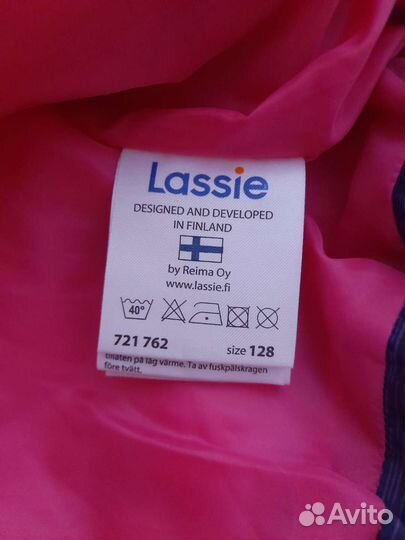 Lassie
DESIGNED AND DEVELOPED
IN FINLAND
by Reima Oy
www.lassie.fi
40°
721 762 size 128
tillåten på låg värme. Ta av fuskpälskragen
före tvätt.
Avito